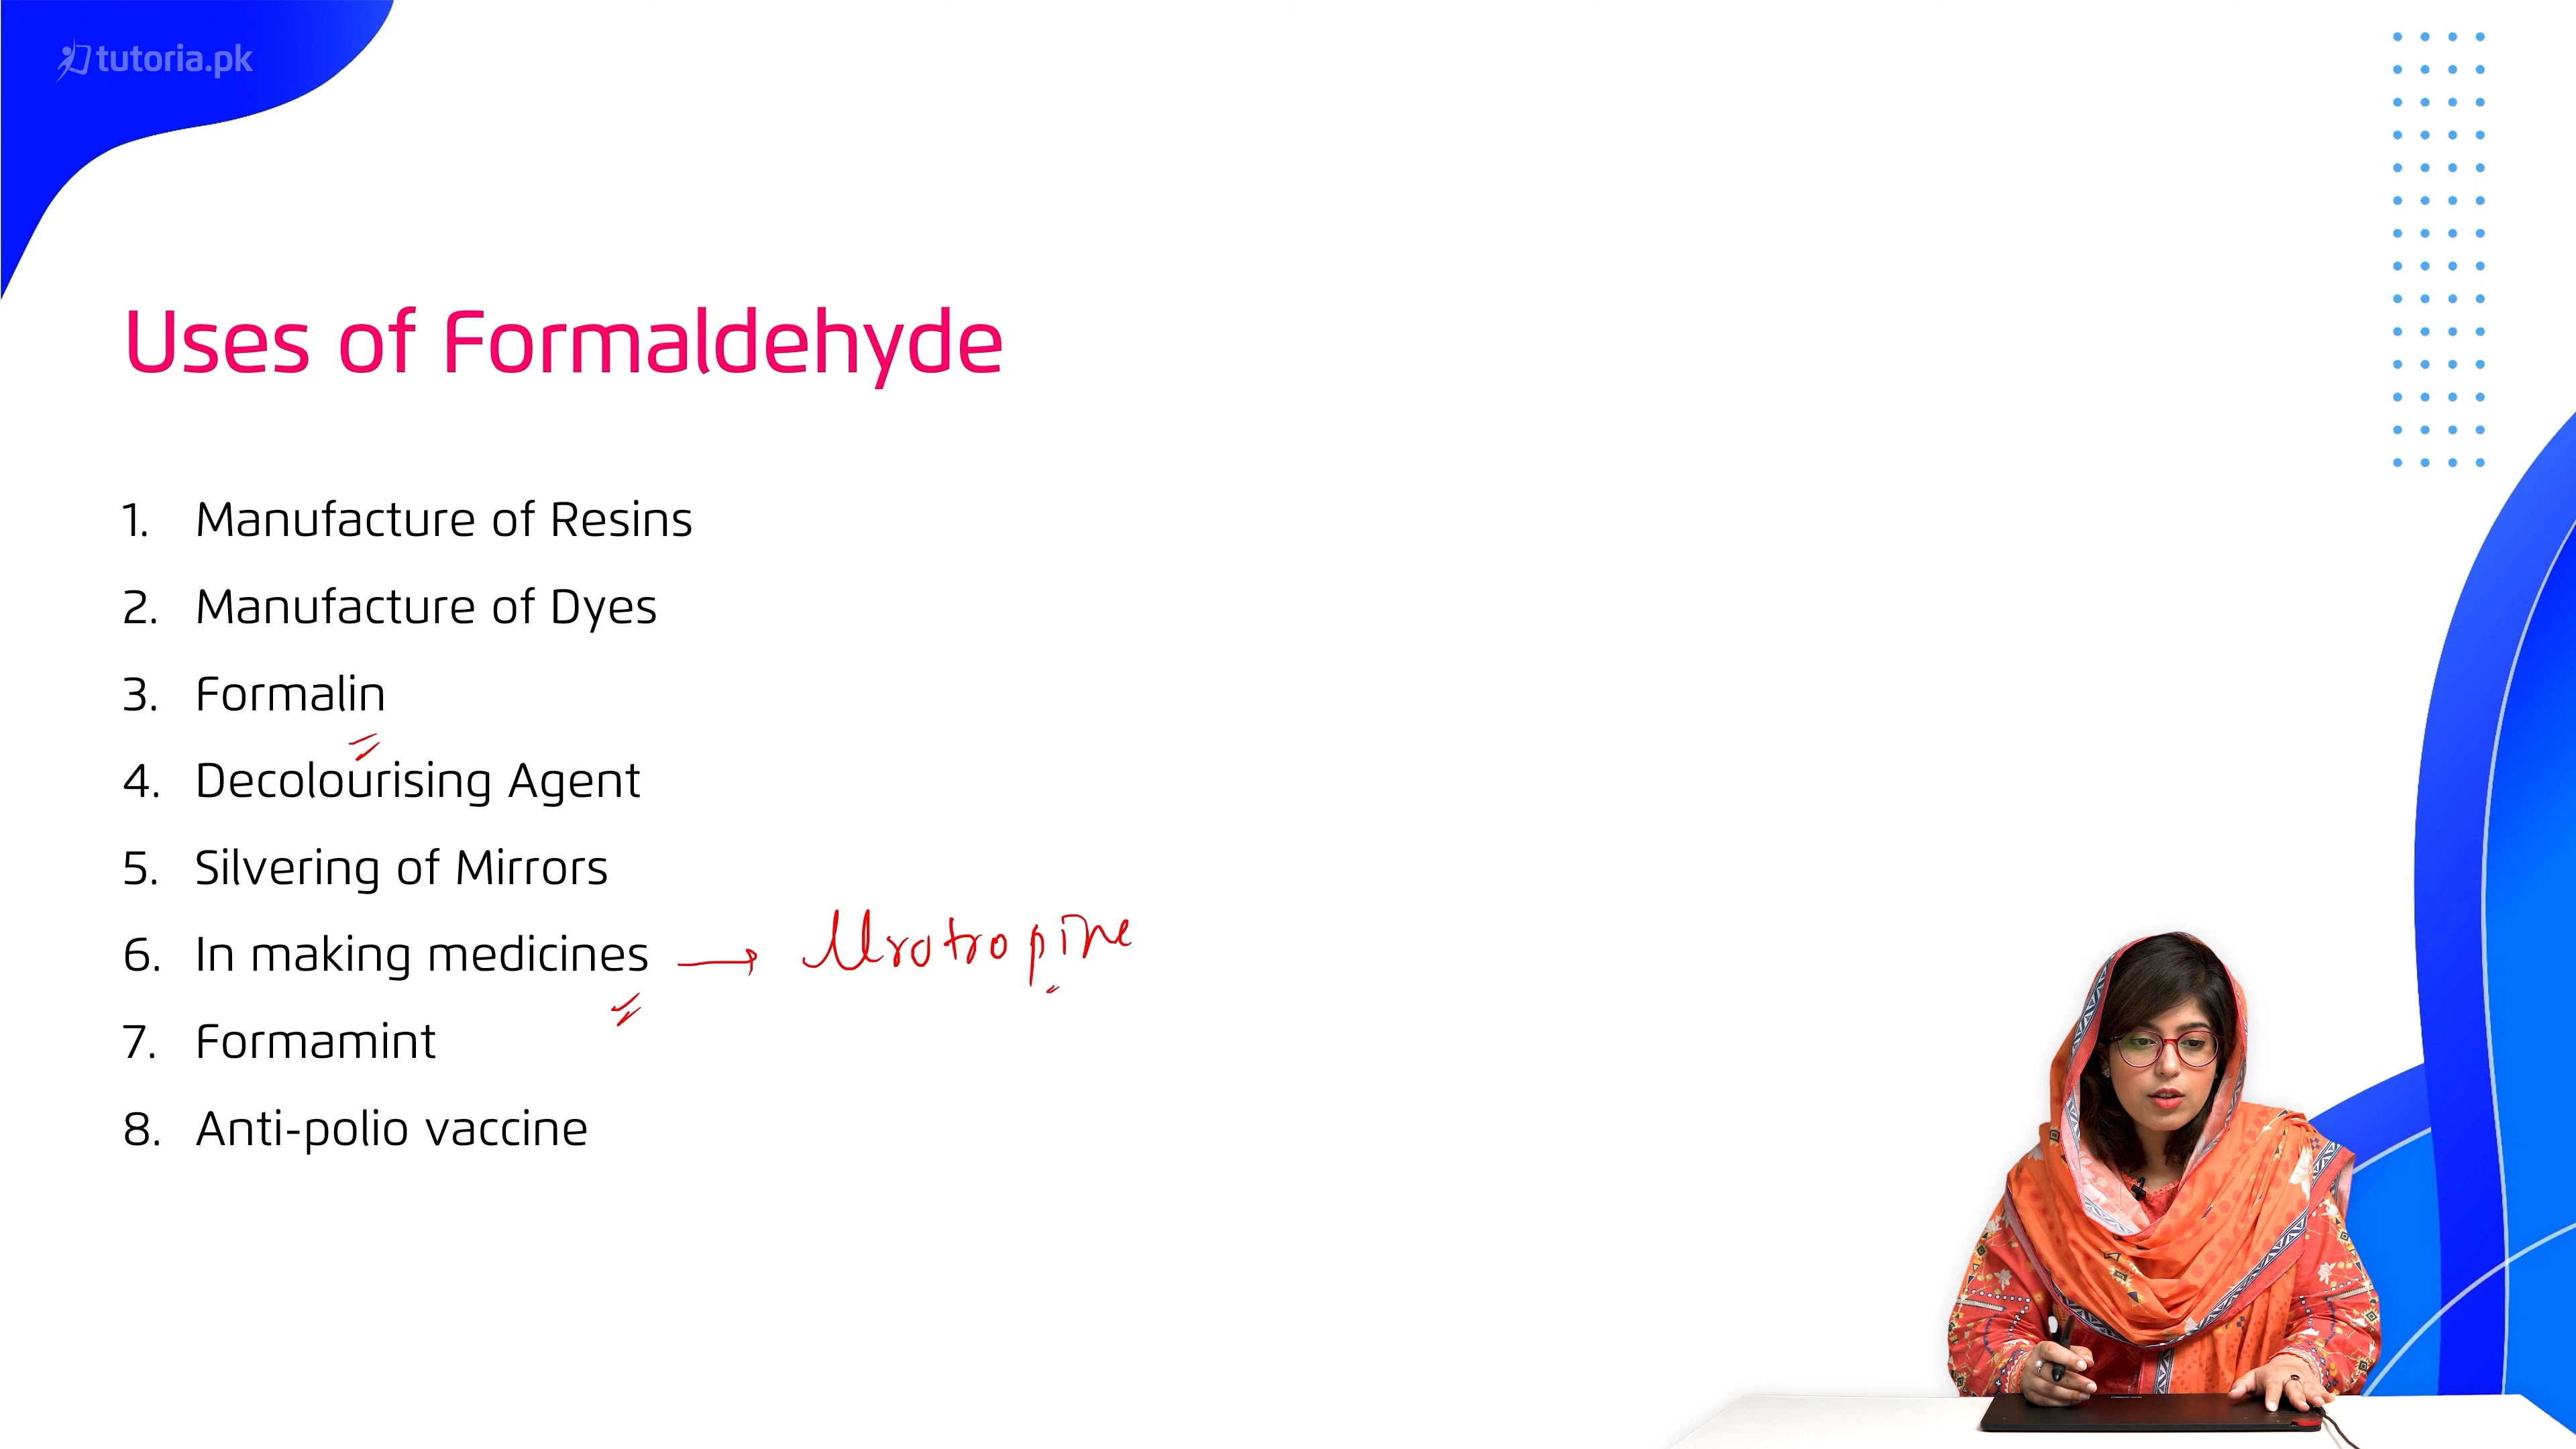 tutoria.pk
Uses of Formaldehyde
1. Manufacture of Resins
2. Manufacture of Dyes
3. Formalin
4. Decolourising Agent
5. Silvering of Mirrors
6. In making medicines → Urotropine
7. Formamint
8. Anti-polio vaccine